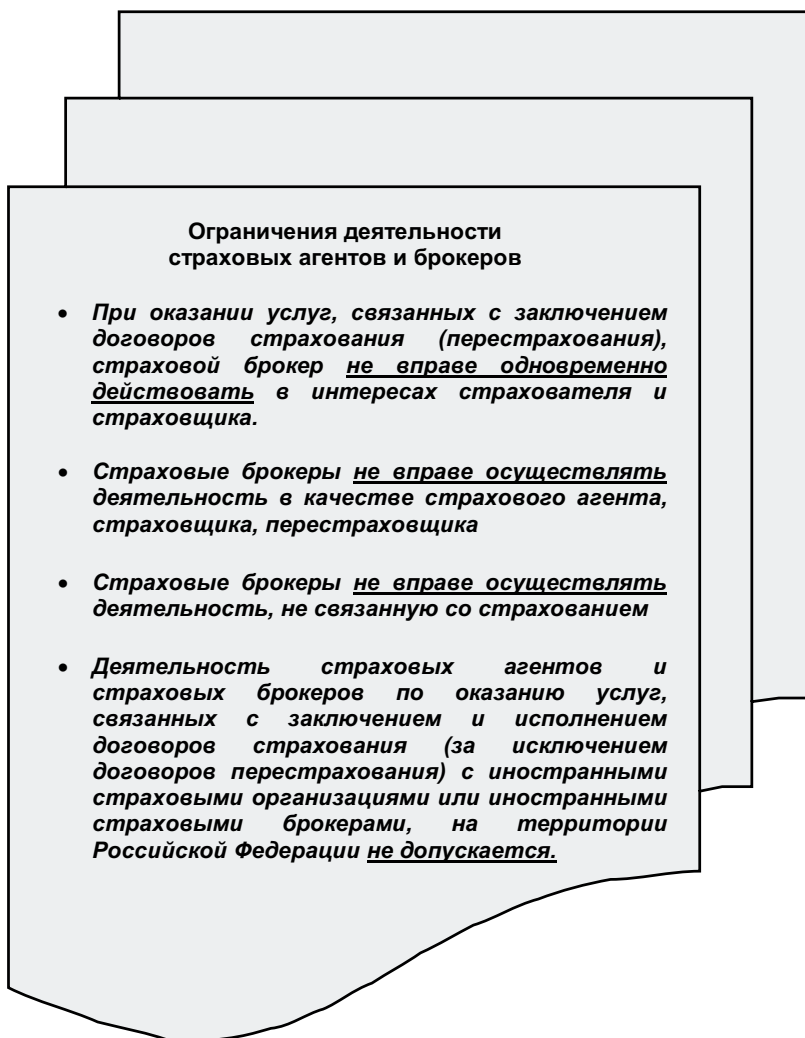 Ограничения деятельности
страховых агентов и брокеров
• При оказании услуг, связанных с заключением
договоров страхования (перестрахования),
страховой брокер не вправе одновременно
действовать в интересах страхователя и
страховщика.
• Страховые брокеры не вправе осуществлять
деятельность в качестве страхового агента,
страховщика, перестраховщика
• Страховые брокеры не вправе осуществлять
деятельность, не связанную со страхованием
• Деятельность страховых агентов и
страховых брокеров по оказанию услуг,
связанных с заключением и исполнением
договоров страхования (за исключением
договоров перестрахования) с иностранными
страховыми организациями или иностранными
страховыми брокерами, на территории
Российской Федерации не допускается.